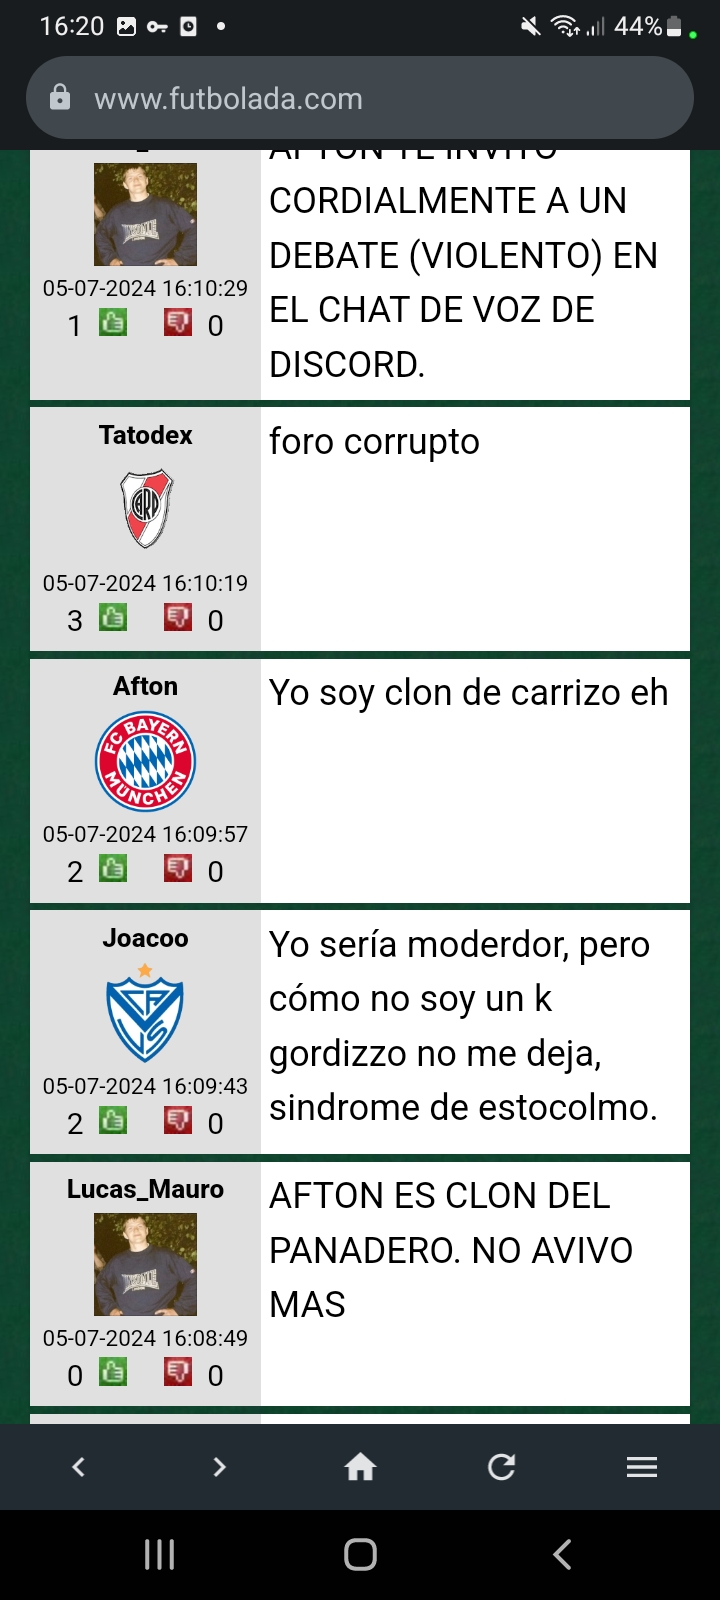 16:20
44%
www.futbolada.com
AFTON TE INVITO
CORDIALMENTE A UN
DEBATE (VIOLENTO) EN
EL CHAT DE VOZ DE
DISCORD.
05-07-2024 16:10:29
1 0
Tatodex
foro corrupto
CARP
05-07-2024 16:10:19
3 0
Afton
Yo soy clon de carrizo eh
FC BAYERN
MÜNCHEN
05-07-2024 16:09:57
2 0
Joacoo
Yo sería moderdor, pero
cómo no soy un k
gordizzo no me deja,
sindrome de estocolmo.
05-07-2024 16:09:43
2 0
Lucas_Mauro
AFTON ES CLON DEL
PANADERO. NO AVIVO
MAS
05-07-2024 16:08:49
0 0